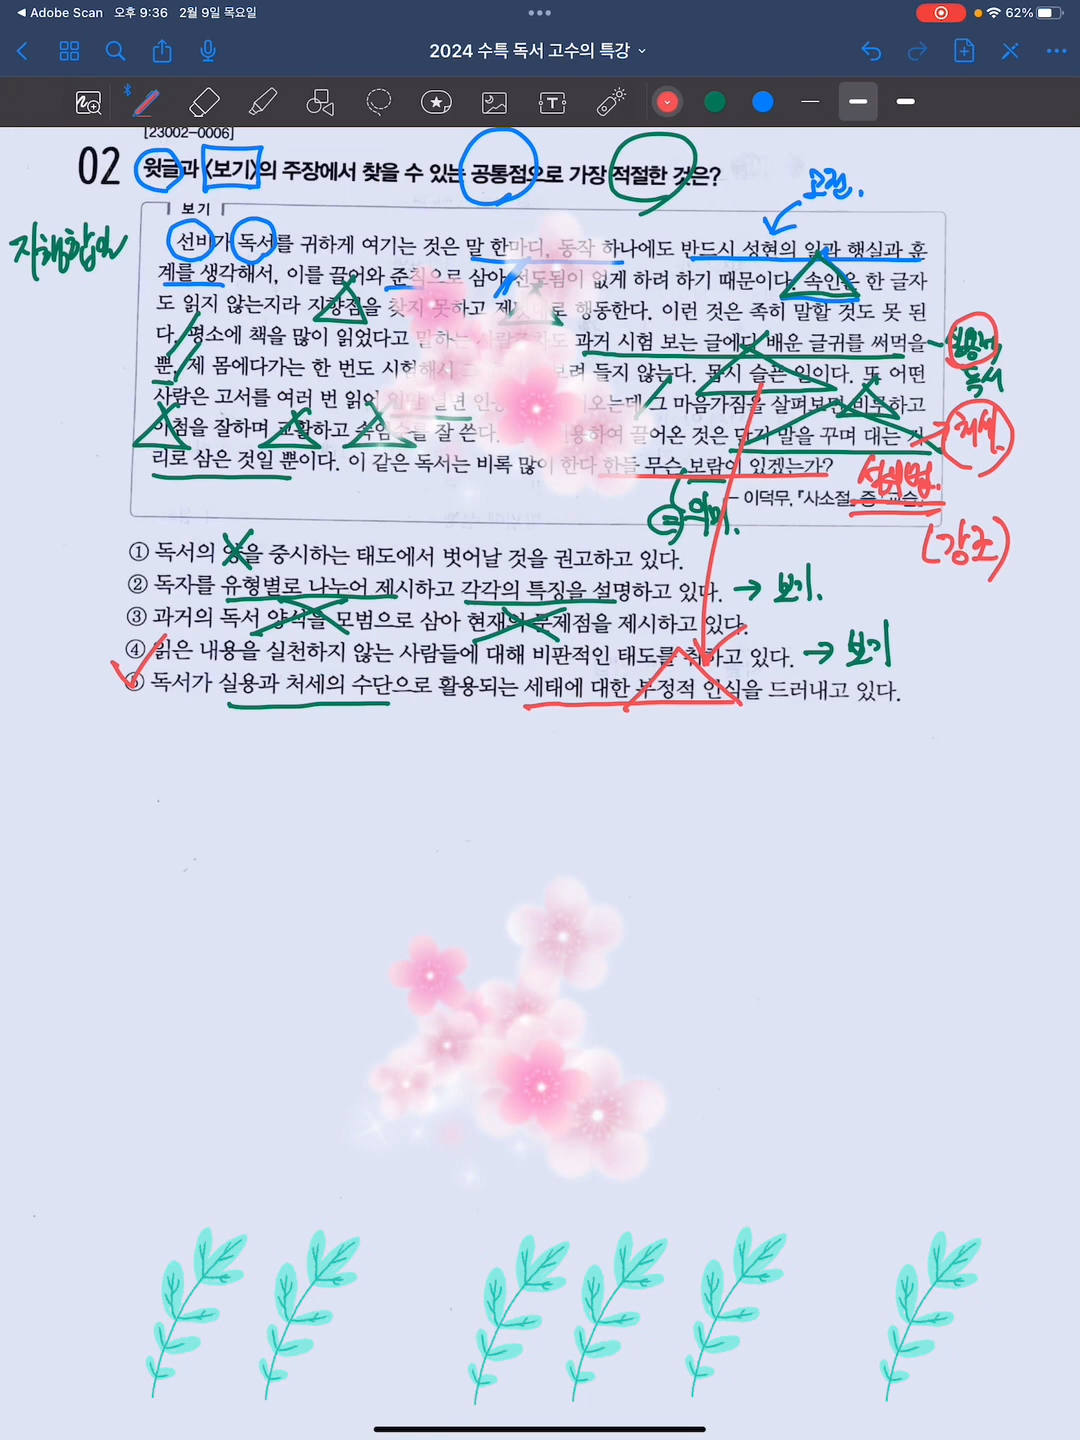 ◀ Adobe Scan 오후 9:36 2월 9일 목요일
62%
2024 수특 독서 고수의 특강
[23002-0006]
02 윗글과 〈보기〉의 주장에서 찾을 수 있는 공통점으로 가장 적절한 것은?
고전.
보기
지행합일
선비가 독서를 귀하게 여기는 것은 말 한마디, 동작 하나에도 반드시 성현의 일과 행실과 훈
계를 생각해서, 이를 끌어와 준칙으로 삼아 선도됨이 없게 하려 하기 때문이다. 속인은 한 글자
도 읽지 않는지라 지향점을 찾지 못하고 제 로 행동한다. 이런 것은 족히 말할 것도 못 된
다. 평소에 책을 많이 읽었다고 말하는 사람 도 과거 시험 보는 글에다 배운 글귀를 써먹을
뿐, 제 몸에다가는 한 번도 시험해 보려 들지 않는다. 몹시 슬픈 일이다. 또 어떤
독서
사람은 고서를 여러 번 읽어 오는데 그 마음가짐을 살펴보면 비루하고
아첨을 잘하며 교활하고 속임수를 잘 쓴다. 용하여 끌어온 것은 단지 말을 꾸며 대는
처세
리로 삼은 것일 뿐이다. 이 같은 독서는 비록 많이 한다 한들 무슨 보람이 있겠는가?
설의법.
- 이덕무, 『사소절』 중 「교습」
= 의미.
(강조)
① 독서의 양을 중시하는 태도에서 벗어날 것을 권고하고 있다.
② 독자를 유형별로 나누어 제시하고 각각의 특징을 설명하고 있다. → 보기.
③ 과거의 독서 양식을 모범으로 삼아 현재의 문제점을 제시하고 있다.
④ 읽은 내용을 실천하지 않는 사람들에 대해 비판적인 태도를 취하고 있다. → 보기
⑤ 독서가 실용과 처세의 수단으로 활용되는 세태에 대한 부정적 인식을 드러내고 있다.